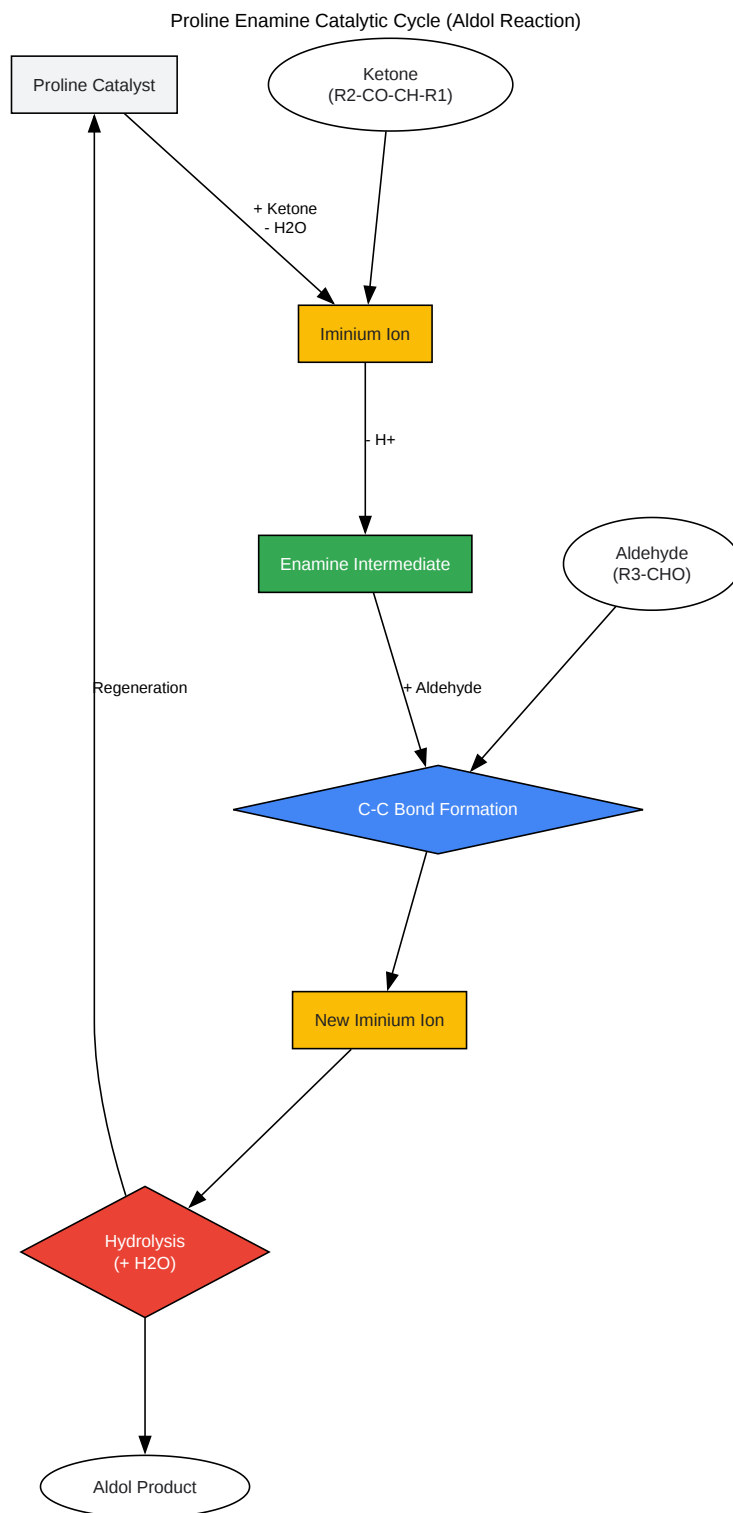 Proline Enamine Catalytic Cycle (Aldol Reaction)
Proline Catalyst
Ketone
(R2-CO-CH-R1)
+ Ketone
- H2O
Iminium Ion
- H+
Enamine Intermediate
Aldehyde
(R3-CHO)
Regeneration
+ Aldehyde
C-C Bond Formation
New Iminium Ion
Hydrolysis
(+ H2O)
Aldol Product